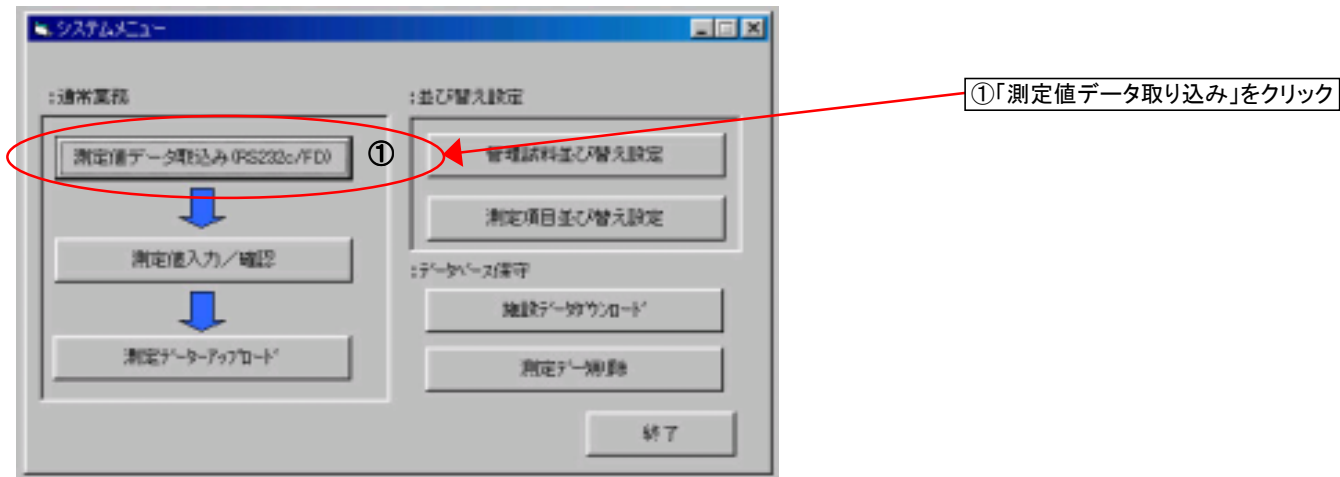 システムメニュー
:通常業務
測定値データ取込み(RS232c/FD)
①
測定値入力／確認
測定データーアップロード
:並び替え設定
管理試料並び替え設定
測定項目並び替え設定
:データベース保守
施設データダウンロード
測定データ削除
終了
①「測定値データ取り込み」をクリック